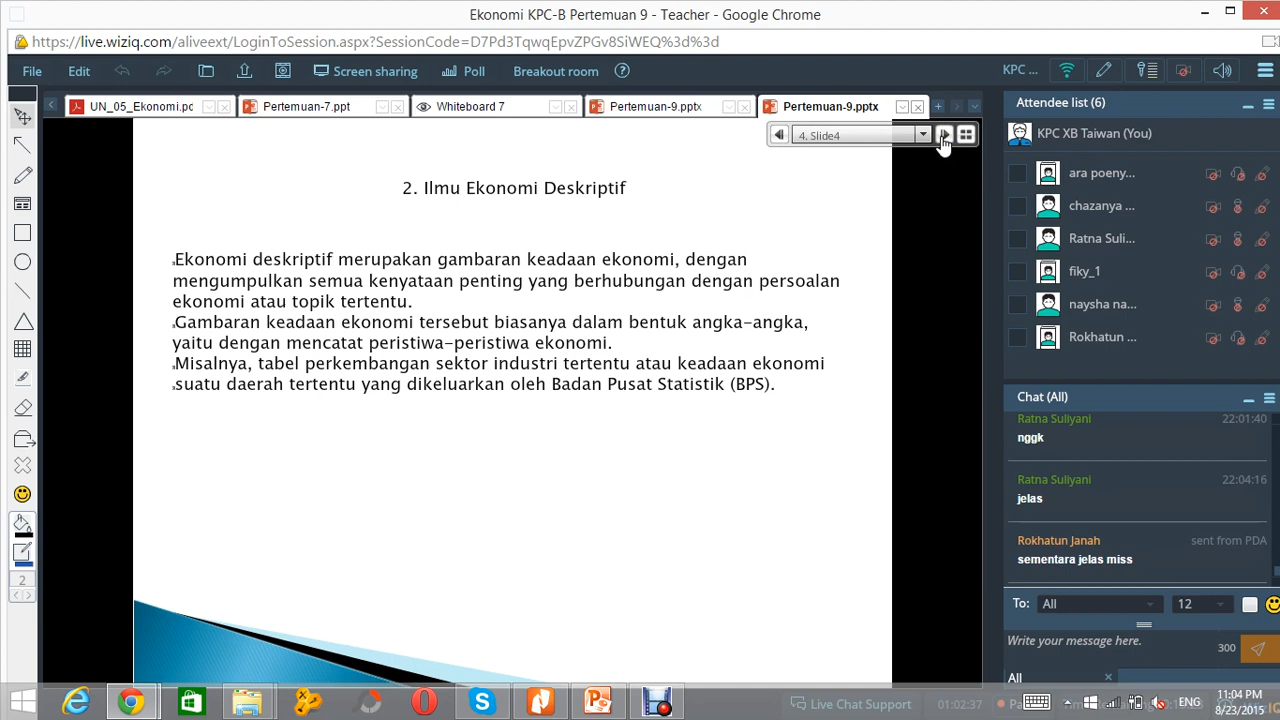 Ekonomi KPC-B Pertemuan 9 - Teacher - Google Chrome
https://live.wiziq.com/aliveext/LoginToSession.aspx?SessionCode=D7Pd3TqwqEpvZPGv8SiWEQ%3d%3d
File Edit Screen sharing Poll Breakout room KPC ...
UN_05_Ekonomi.pd Pertemuan-7.ppt Whiteboard 7 Pertemuan-9.pptx Pertemuan-9.pptx
4. Slide4
2. Ilmu Ekonomi Deskriptif
Ekonomi deskriptif merupakan gambaran keadaan ekonomi, dengan
mengumpulkan semua kenyataan penting yang berhubungan dengan persoalan
ekonomi atau topik tertentu.
Gambaran keadaan ekonomi tersebut biasanya dalam bentuk angka-angka,
yaitu dengan mencatat peristiwa-peristiwa ekonomi.
Misalnya, tabel perkembangan sektor industri tertentu atau keadaan ekonomi
suatu daerah tertentu yang dikeluarkan oleh Badan Pusat Statistik (BPS).
2
Attendee list (6)
KPC XB Taiwan (You)
ara poeny...
chazanya ...
Ratna Suli...
fiky_1
naysha na...
Rokhatun ...
Chat (All)
Ratna Suliyani 22:01:40
nggk
Ratna Suliyani 22:04:16
jelas
Rokhatun Janah sent from PDA
sementara jelas miss
To: All 12
Write your message here. 300
All
Live Chat Support 01:02:37
ENG
11:04 PM
8/23/2015